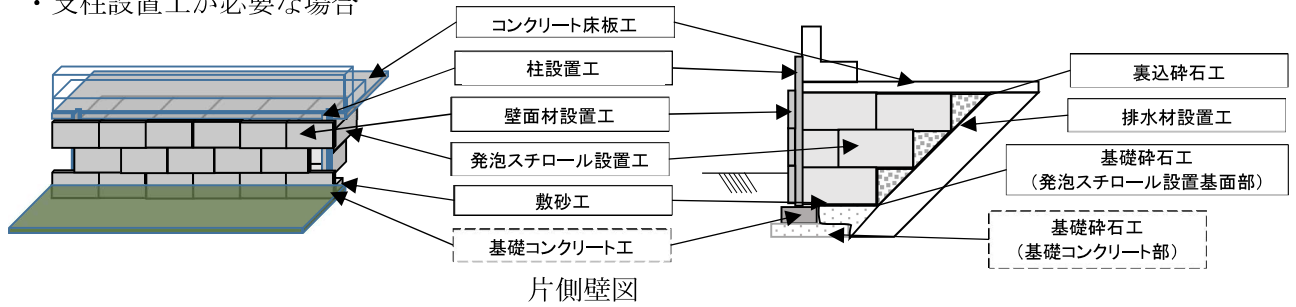 ・支柱設置工が必要な場合
コンクリート床板工
柱設置工
壁面材設置工
発泡スチロール設置工
敷砂工
基礎コンクリート工
裏込砕石工
排水材設置工
基礎砕石工
（発泡スチロール設置基面部）
基礎砕石工
（基礎コンクリート部）
片側壁図